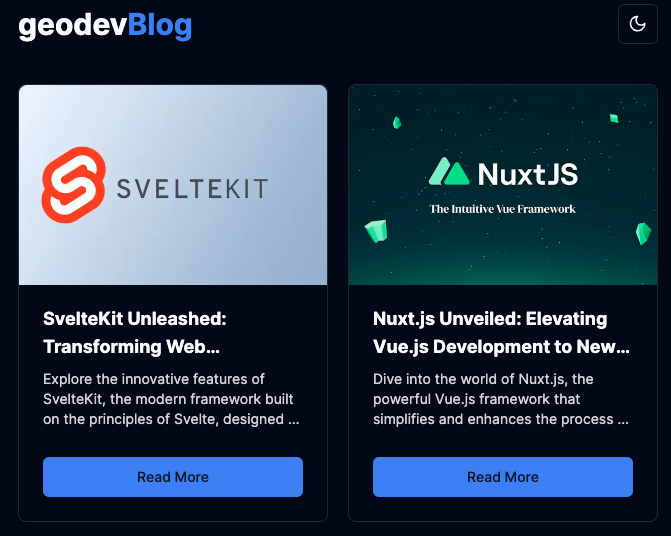 geodevBlog
SVELTEKIT
SvelteKit Unleashed:
Transforming Web...
Explore the innovative features of
SvelteKit, the modern framework built
on the principles of Svelte, designed ...
Read More
NuxtJS
The Intuitive Vue Framework
Nuxt.js Unveiled: Elevating
Vue.js Development to New...
Dive into the world of Nuxt.js, the
powerful Vue.js framework that
simplifies and enhances the process ...
Read More